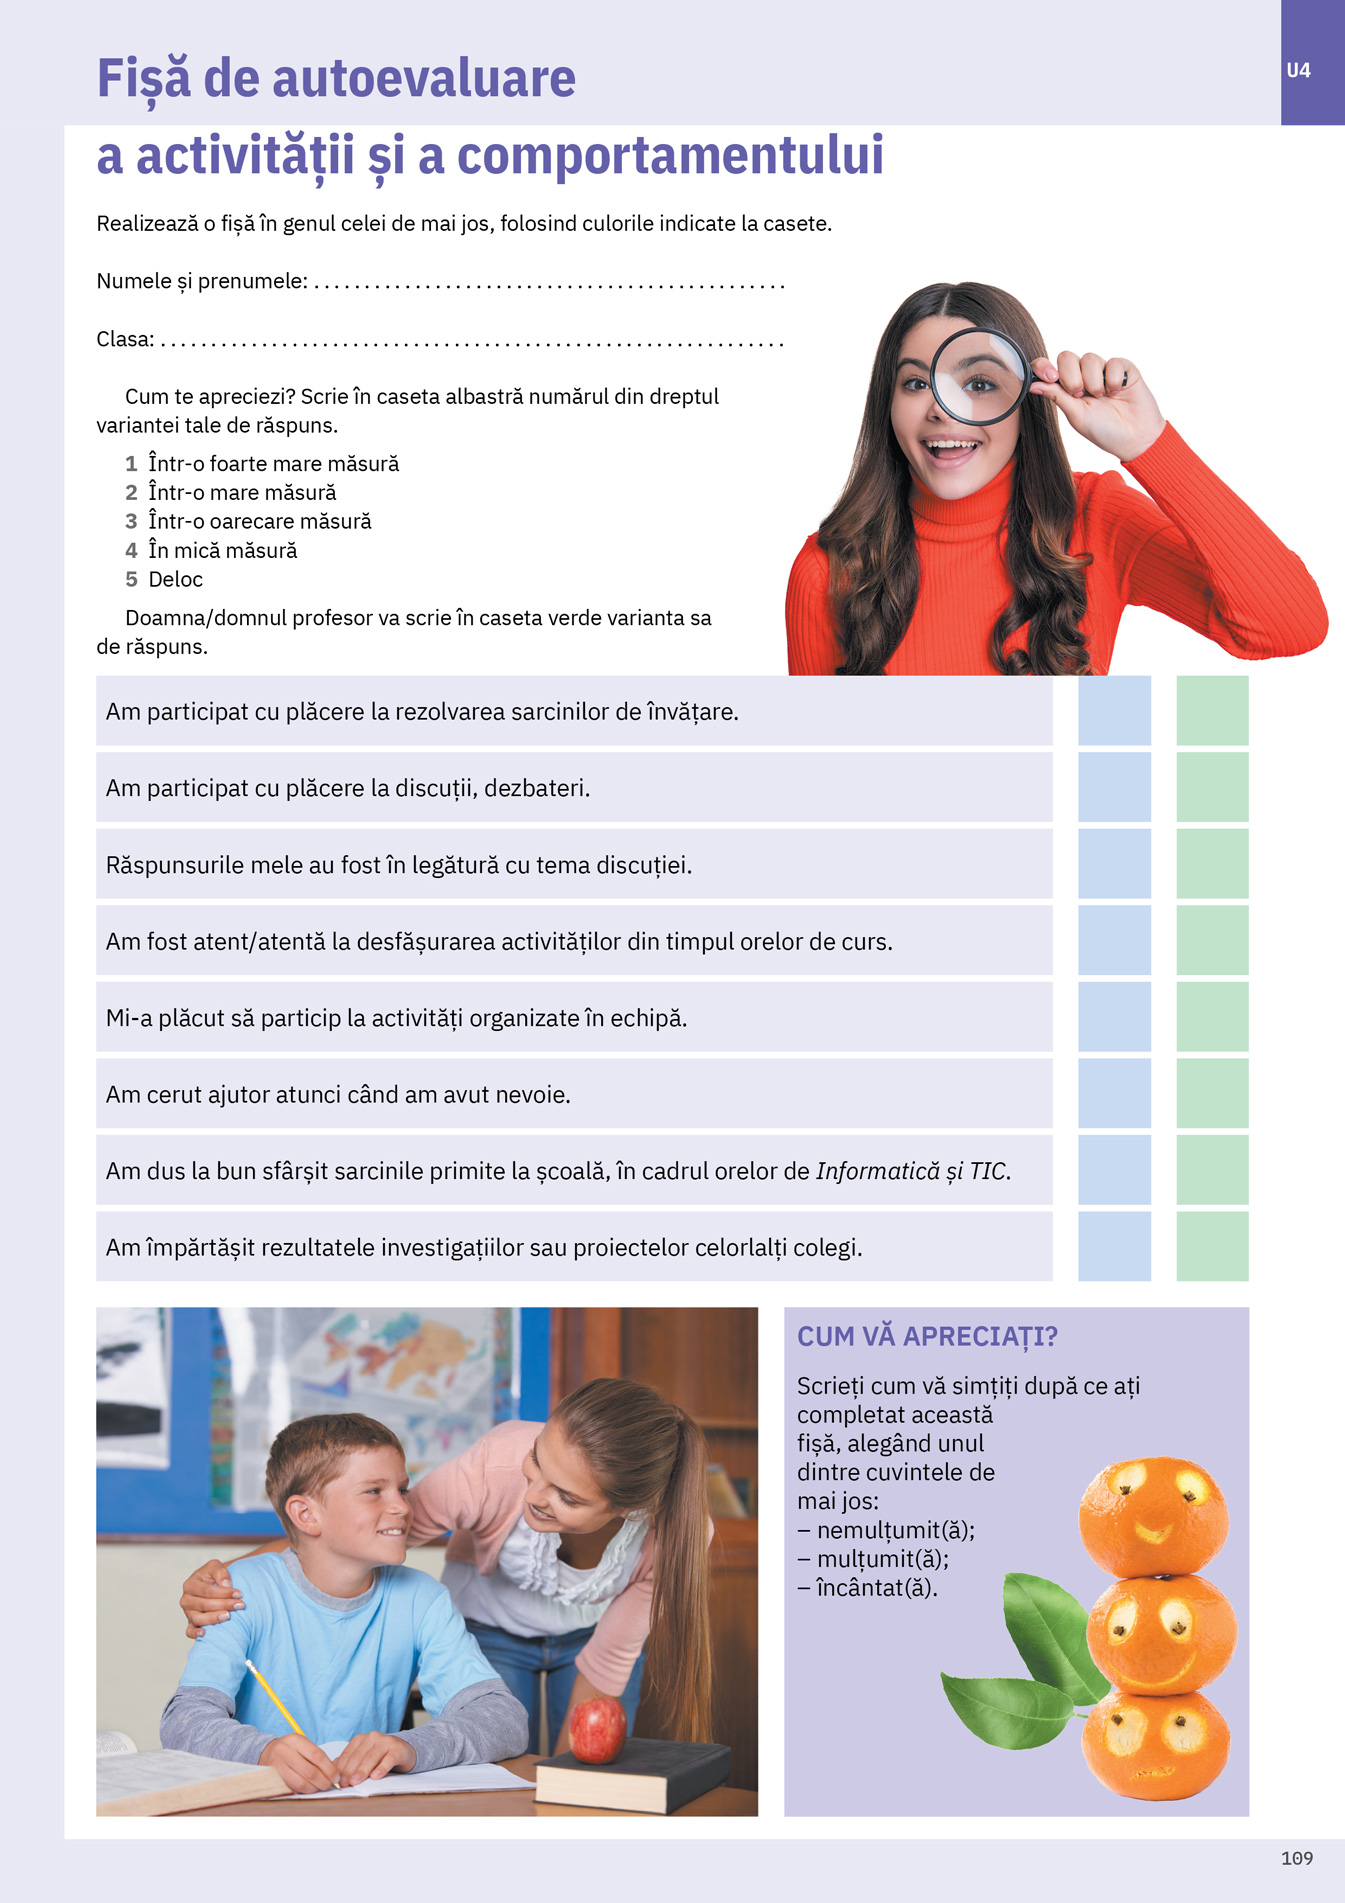 U4
Fișă de autoevaluare
a activității și a comportamentului
Realizează o fișă în genul celei de mai jos, folosind culorile indicate la casete.
Numele și prenumele: . . . . . . . . . . . . . . . . . . . . . . . . . . . . . . . . . . . . . . . . . . . . . . .
Clasa: . . . . . . . . . . . . . . . . . . . . . . . . . . . . . . . . . . . . . . . . . . . . . . . . . . . . . . . . . . . . . .
Cum te apreciezi? Scrie în caseta albastră numărul din dreptul
variantei tale de răspuns.
1 Într-o foarte mare măsură
2 Într-o mare măsură
3 Într-o oarecare măsură
4 În mică măsură
5 Deloc
Doamna/domnul profesor va scrie în caseta verde varianta sa
de răspuns.
Am participat cu plăcere la rezolvarea sarcinilor de învățare.
Am participat cu plăcere la discuții, dezbateri.
Răspunsurile mele au fost în legătură cu tema discuției.
Am fost atent/atentă la desfășurarea activităților din timpul orelor de curs.
Mi-a plăcut să particip la activități organizate în echipă.
Am cerut ajutor atunci când am avut nevoie.
Am dus la bun sfârșit sarcinile primite la școală, în cadrul orelor de Informatică și TIC.
Am împărtășit rezultatele investigațiilor sau proiectelor celorlalți colegi.
CUM VĂ APRECIAȚI?
Scrieți cum vă simțiți după ce ați
completat această
fișă, alegând unul
dintre cuvintele de
mai jos:
– nemulțumit(ă);
– mulțumit(ă);
– încântat(ă).
109